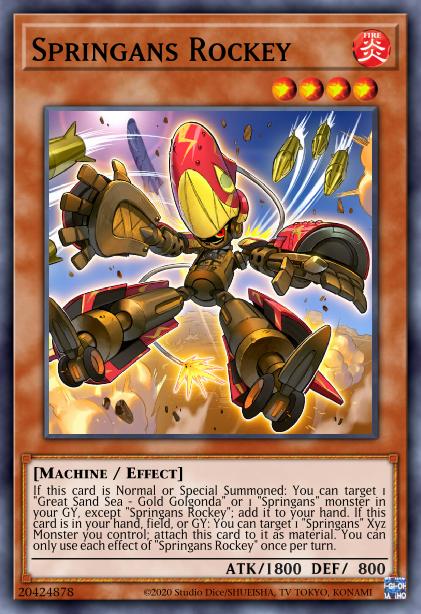 SPRINGANS ROCKEY
FIRE
炎
[MACHINE / EFFECT]
If this card is Normal or Special Summoned: You can target 1
"Great Sand Sea - Gold Golgonda" or 1 "Springans" monster in
your GY, except "Springans Rockey"; add it to your hand. If this
card is in your hand, field, or GY: You can target 1 "Springans" Xyz
Monster you control; attach this card to it as material. You can
only use each effect of "Springans Rockey" once per turn.
ATK/1800 DEF/ 800
20424878
©2020 Studio Dice/SHUEISHA, TV TOKYO, KONAMI